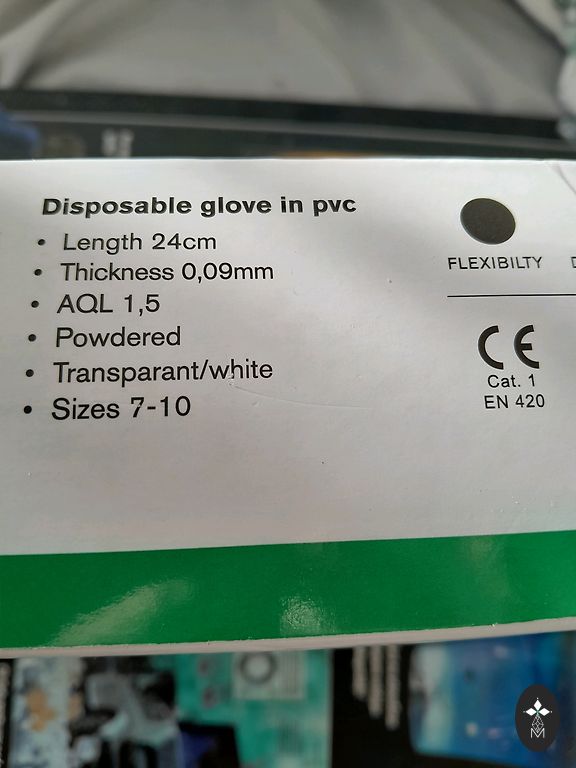 Disposable glove in pvc
• Length 24cm
• Thickness 0,09mm
• AQL 1,5
• Powdered
• Transparant/white
• Sizes 7-10
FLEXIBILTY
CE
Cat. 1
EN 420